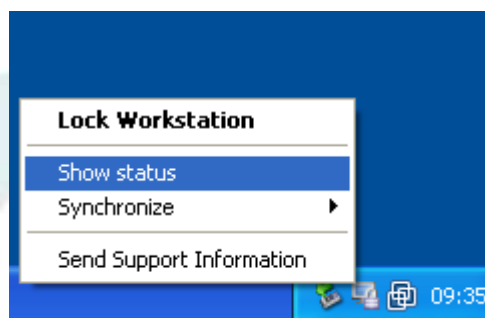 Lock Workstation
Show status
Synchronize
Send Support Information
09:35